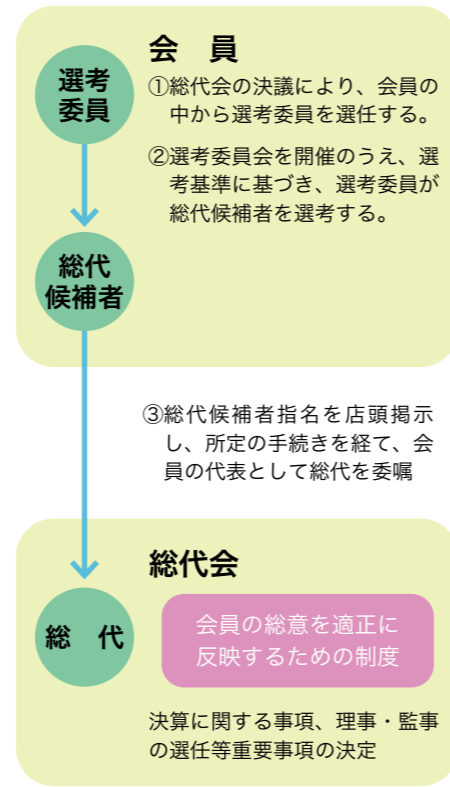 会　員
選考
委員
①総代会の決議により、会員の
中から選考委員を選任する。
②選考委員会を開催のうえ、選
考基準に基づき、選考委員が
総代候補者を選考する。
総代
候補者
③総代候補者指名を店頭掲示
し、所定の手続きを経て、会
員の代表として総代を委嘱
総代会
総　代
会員の総意を適正に
反映するための制度
決算に関する事項、理事・監事
の選任等重要事項の決定